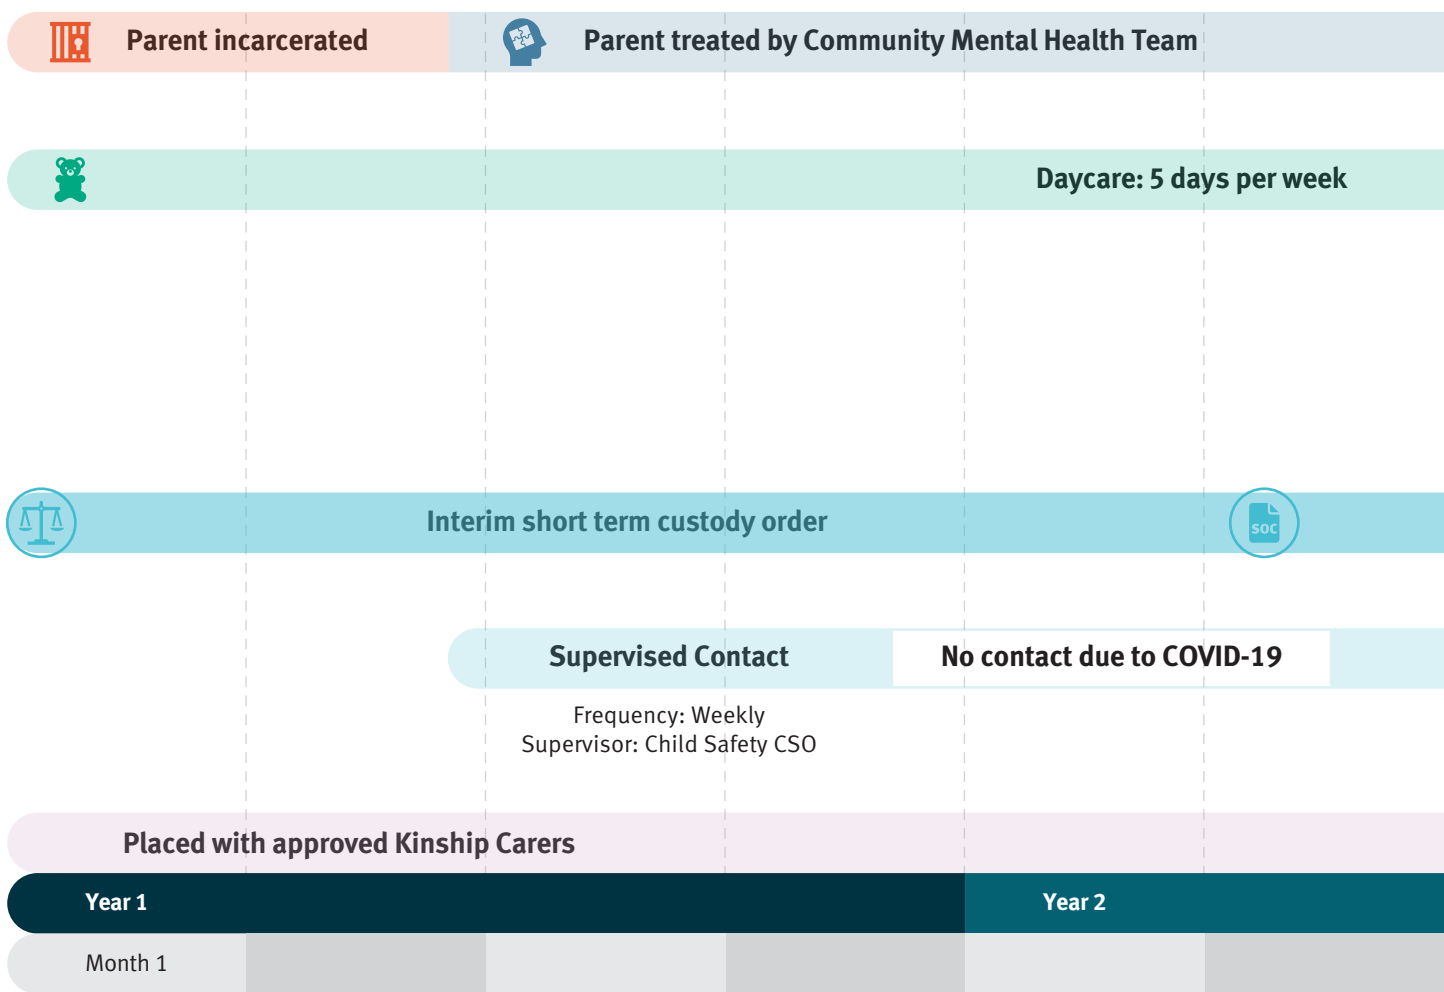 Parent incarcerated
Parent treated by Community Mental Health Team
Daycare: 5 days per week
Interim short term custody order
SOC
Supervised Contact
No contact due to COVID-19
Frequency: Weekly
Supervisor: Child Safety CSO
Placed with approved Kinship Carers
Year 1
Year 2
Month 1